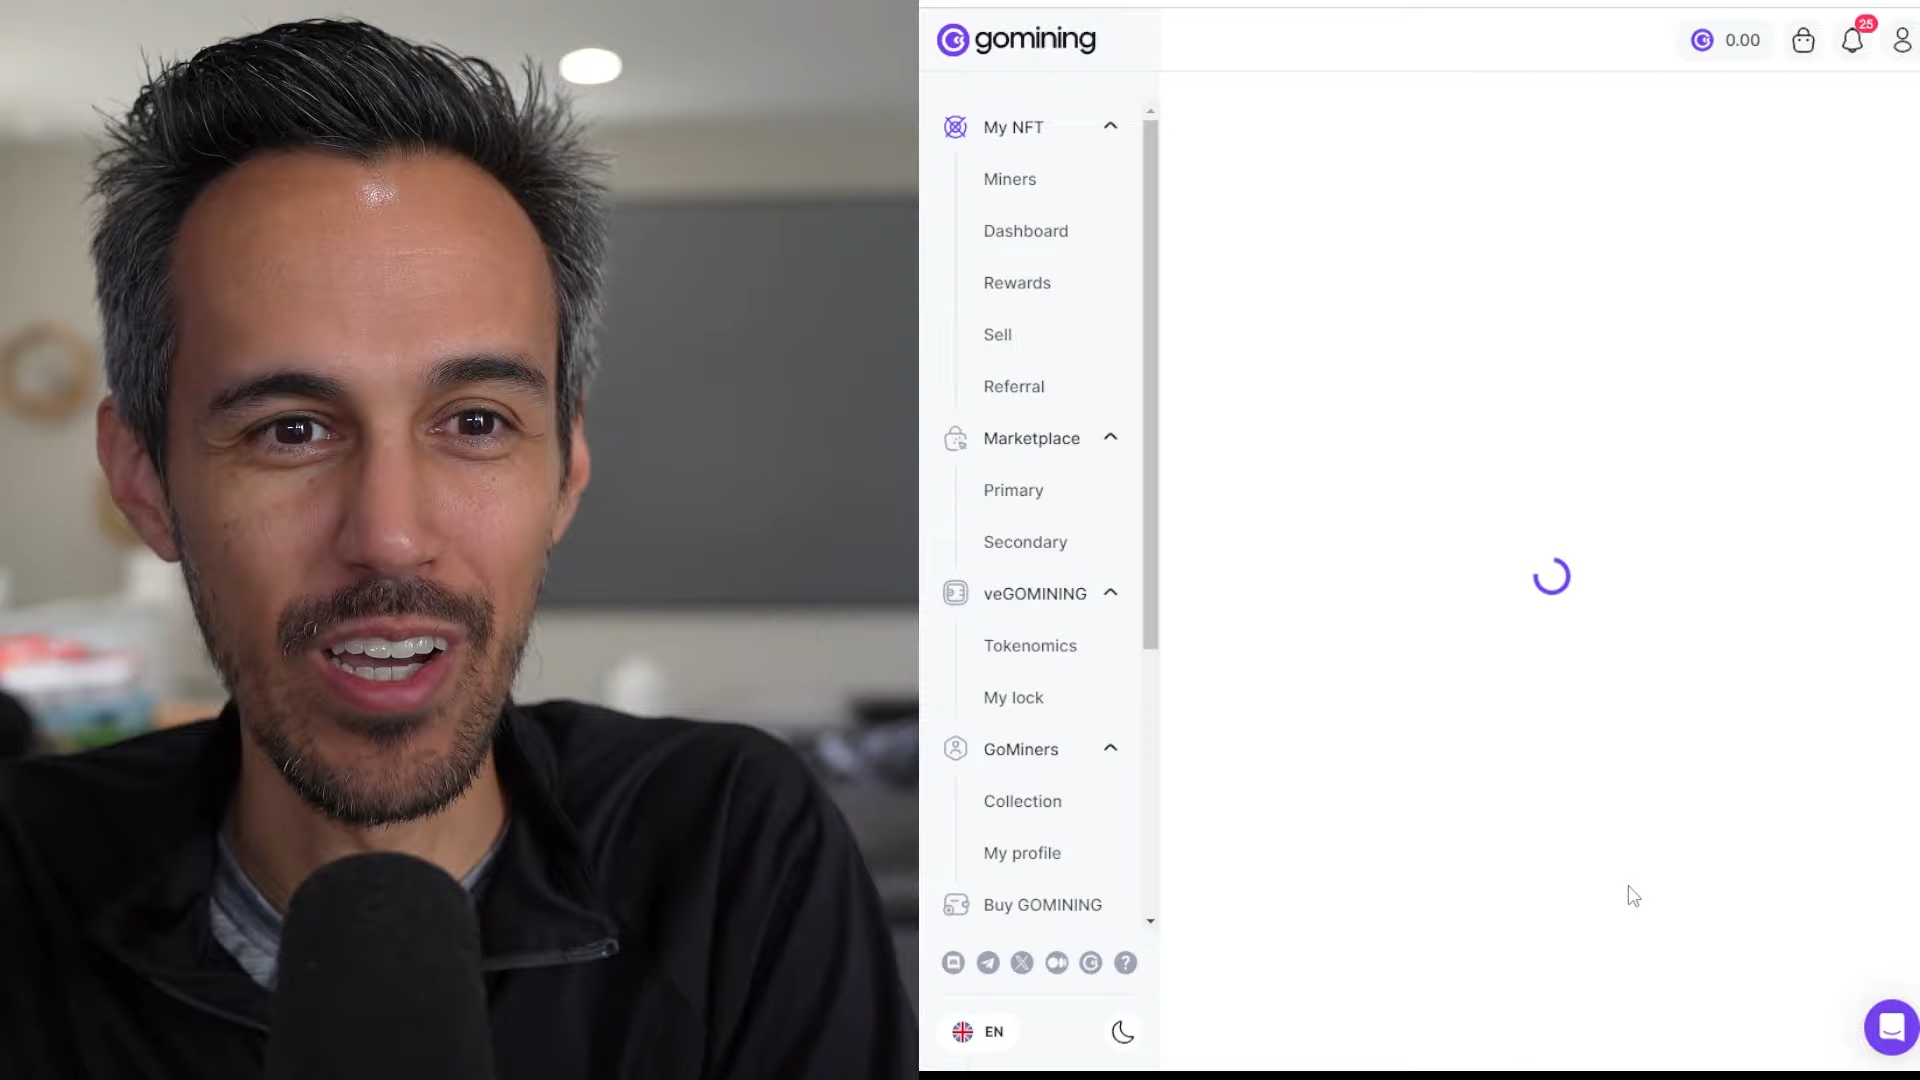 gomining
0.00
25
My NFT
Miners
Dashboard
Rewards
Sell
Referral
Marketplace
Primary
Secondary
veGOMINING
Tokenomics
My lock
GoMiners
Collection
My profile
Buy GOMINING
?
EN